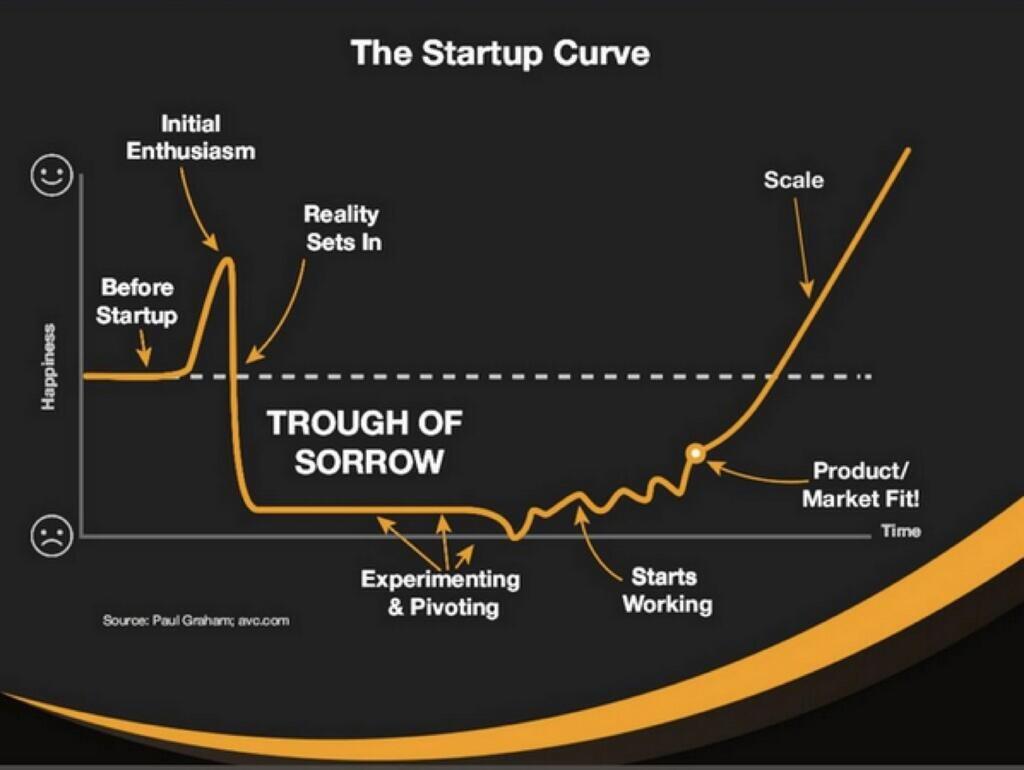 The Startup Curve
Initial
Enthusiasm
Scale
Reality
Sets In
Before
Startup
Happiness
TROUGH OF
SORROW
Product/
Market Fit!
Time
Experimenting
& Pivoting
Starts
Working
Source: Paul Graham; avc.com